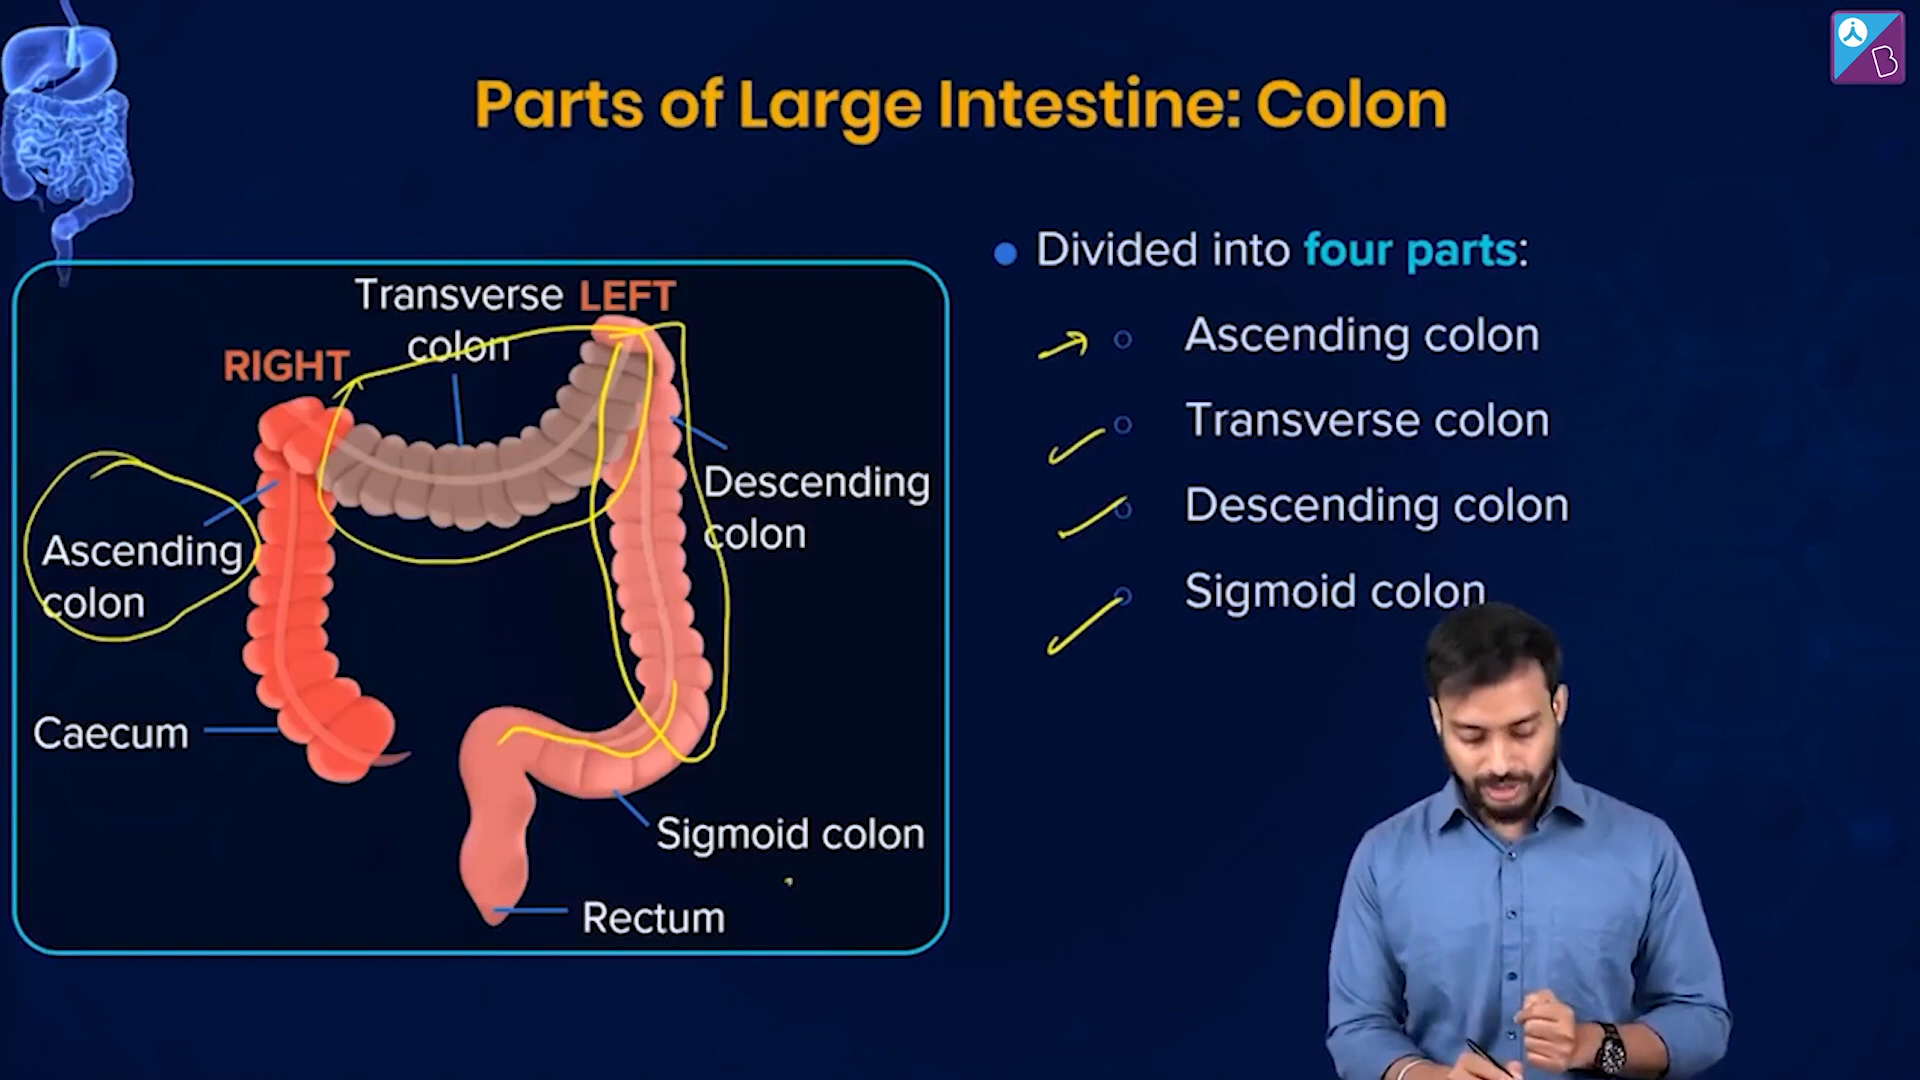 Parts of Large Intestine: Colon
Transverse LEFT
colon
RIGHT
Descending
colon
Ascending
colon
Caecum
Sigmoid colon
Rectum
Divided into four parts:
Ascending colon
Transverse colon
Descending colon
Sigmoid colon
B